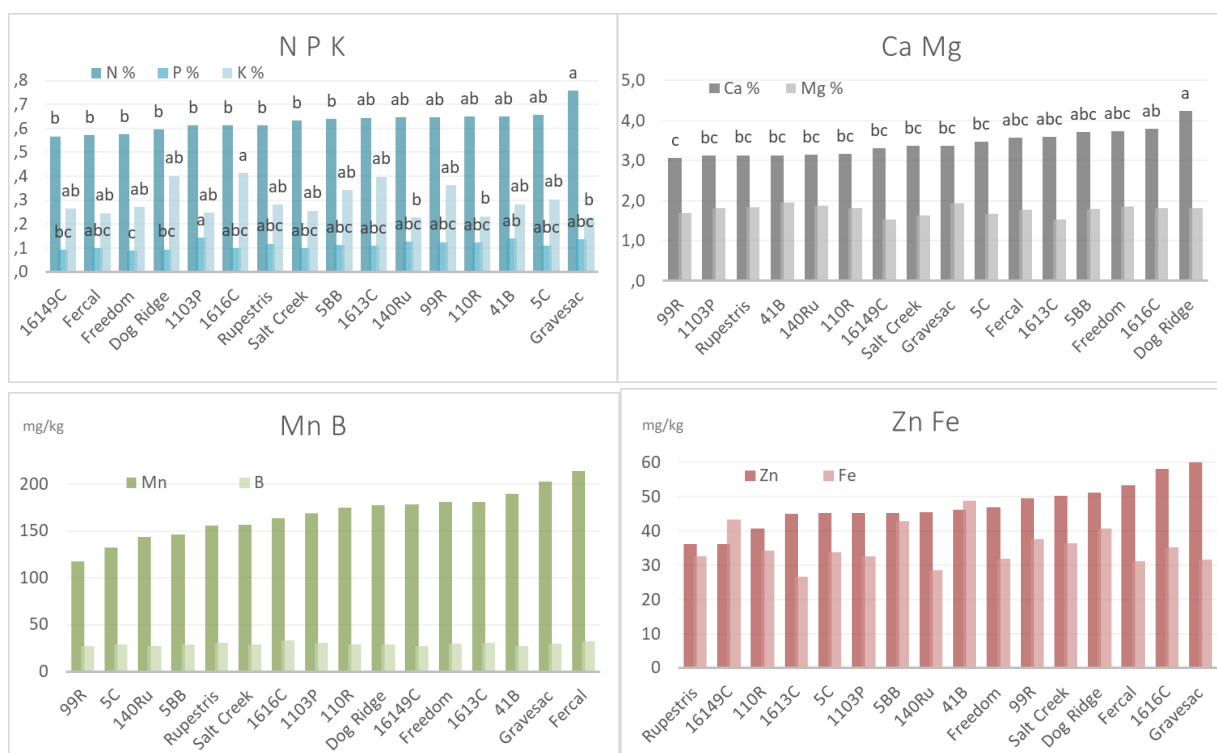 N P K
N % P % K %
,8
,7
,6
,5
,4
,3
,2
,1
,0
b b b b b b b b b ab ab ab ab ab ab a
ab ab ab ab ab a ab ab ab ab b ab b ab ab b
bc abc c abc a abc abc abc abc abc abc abc abc ab abc abc
16149C Fercal Freedom Dog Ridge 1103P 1616C Rupestris Salt Creek 5BB 1613C 140Ru 99R 110R 41B 5C Gravesac
Ca Mg
Ca % Mg %
5,0
4,0
3,0
2,0
1,0
,0
c bc bc bc bc bc bc bc bc bc abc abc abc abc ab a
99R 1103P Rupestris 41B 140Ru 110R 16149C Salt Creek Gravesac 5C Fercal 1613C 5BB Freedom 1616C Dog Ridge
mg/kg
Mn B
Mn B
200
150
100
50
0
99R 5C 140Ru 5BB Rupestris Salt Creek 1616C 1103P 110R Dog Ridge 16149C Freedom 1613C 41B Gravesac Fercal
mg/kg
Zn Fe
Zn Fe
60
50
40
30
20
10
0
Rupestris 16149C 110R 1613C 5C 1103P 5BB 140Ru 41B Freedom 99R Salt Creek Dog Ridge Fercal 1616C Gravesac